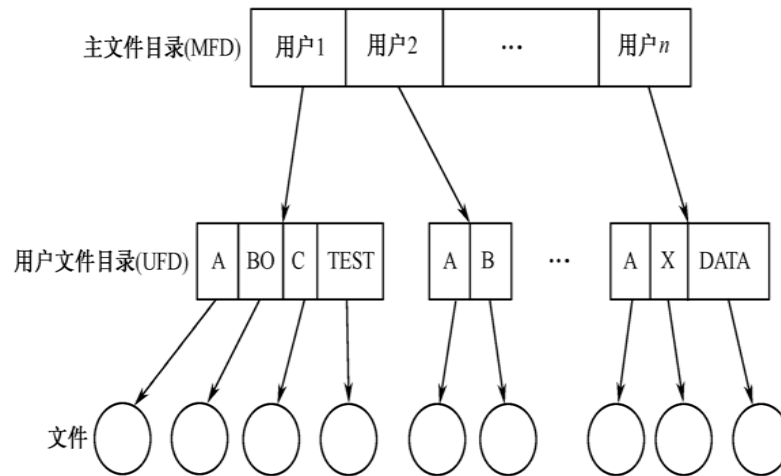 主文件目录(MFD) 用户1 用户2 ··· 用户n
用户文件目录(UFD) A BO C TEST A B ··· A X DATA
文件